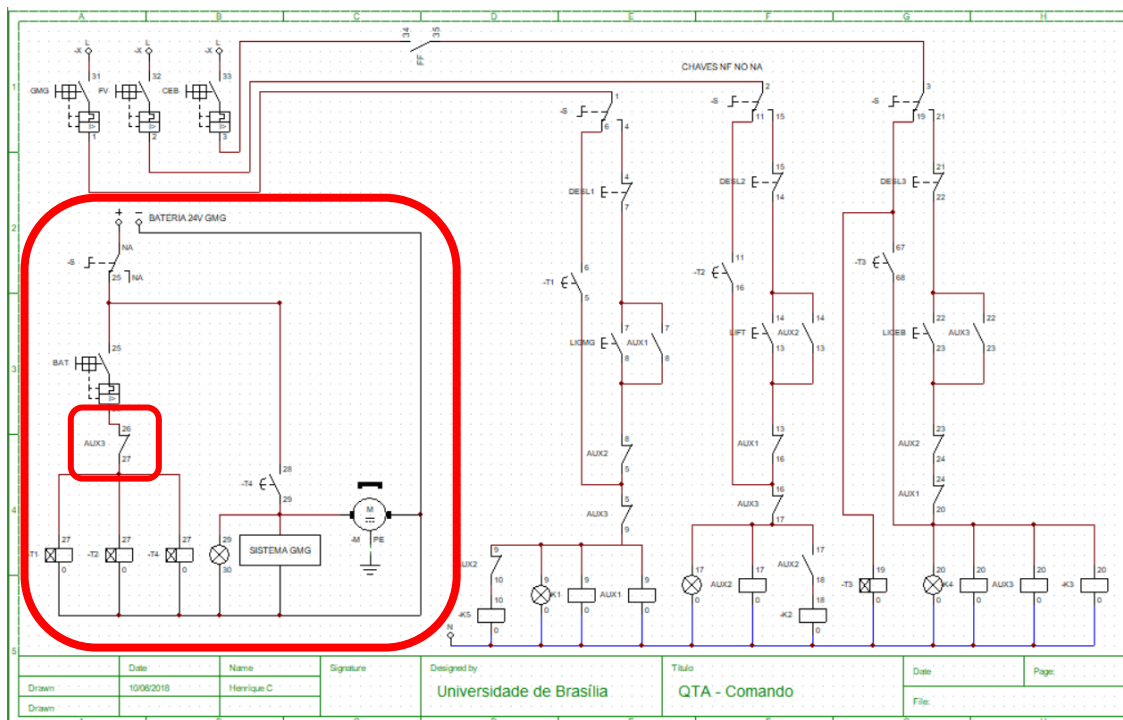 A B C D E F G H
L L L
-X -X -X
34 35
FF
31 32 33
GMG FV CEB
I> I> I>
1 2 3
CHAVES NF NO NA
1 2 3
-S -S -S
6 4 11 15 19 21
4 15 21
DESL1 DESL2 DESL3
7 14 22
+ - BATERIA 24V GMG
NA
-S
25 NA
6 11 67
-T1 -T2 -T3
5 16 68
25
BAT
I>
7 7 14 14 22 22
LIGMG AUX1 LIFT AUX2 LICEB AUX3
8 8 13 13 23 23
26
AUX3
27
8 13 23
AUX2 AUX1 AUX2
5 16 24
28
-T4
29
5 16 24
AUX3 AUX3 AUX1
9 17 20
M
-M PE
27 27 27 29
-T1 -T2 -T4 SISTEMA GMG
0 0 0 30
9 17
AUX2 AUX2
10 18
10 9 9 9 17 17 18 19 20 20 20 20
-K5 K1 AUX1 AUX2 -K2 -T3 K4 AUX3 -K3
0 0 0 0 0 0 0 0 0 0 0 0
N
1
2
3
4
5
Date Name Signature Designed by Título Date Page:
Drawn 10/06/2018 Henrique C Universidade de Brasília QTA - Comando
Drawn File: